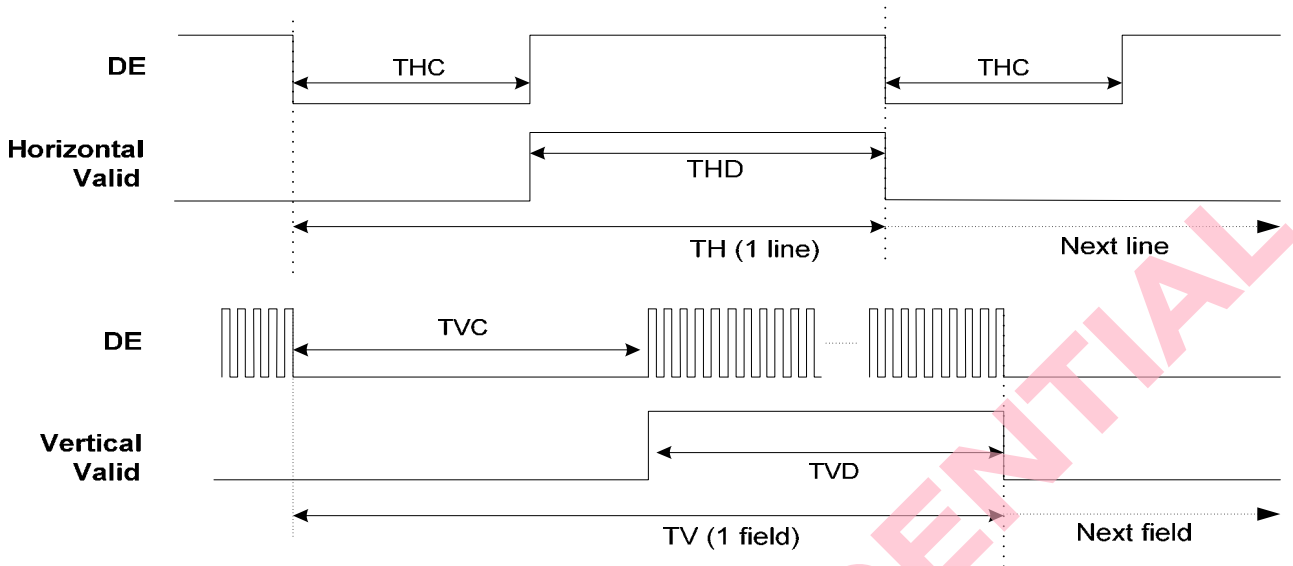 DE
THC
THC
Horizontal
Valid
THD
TH (1 line)
Next line
DE
TVC
Vertical
Valid
TVD
TV (1 field)
Next field
ENTIAL